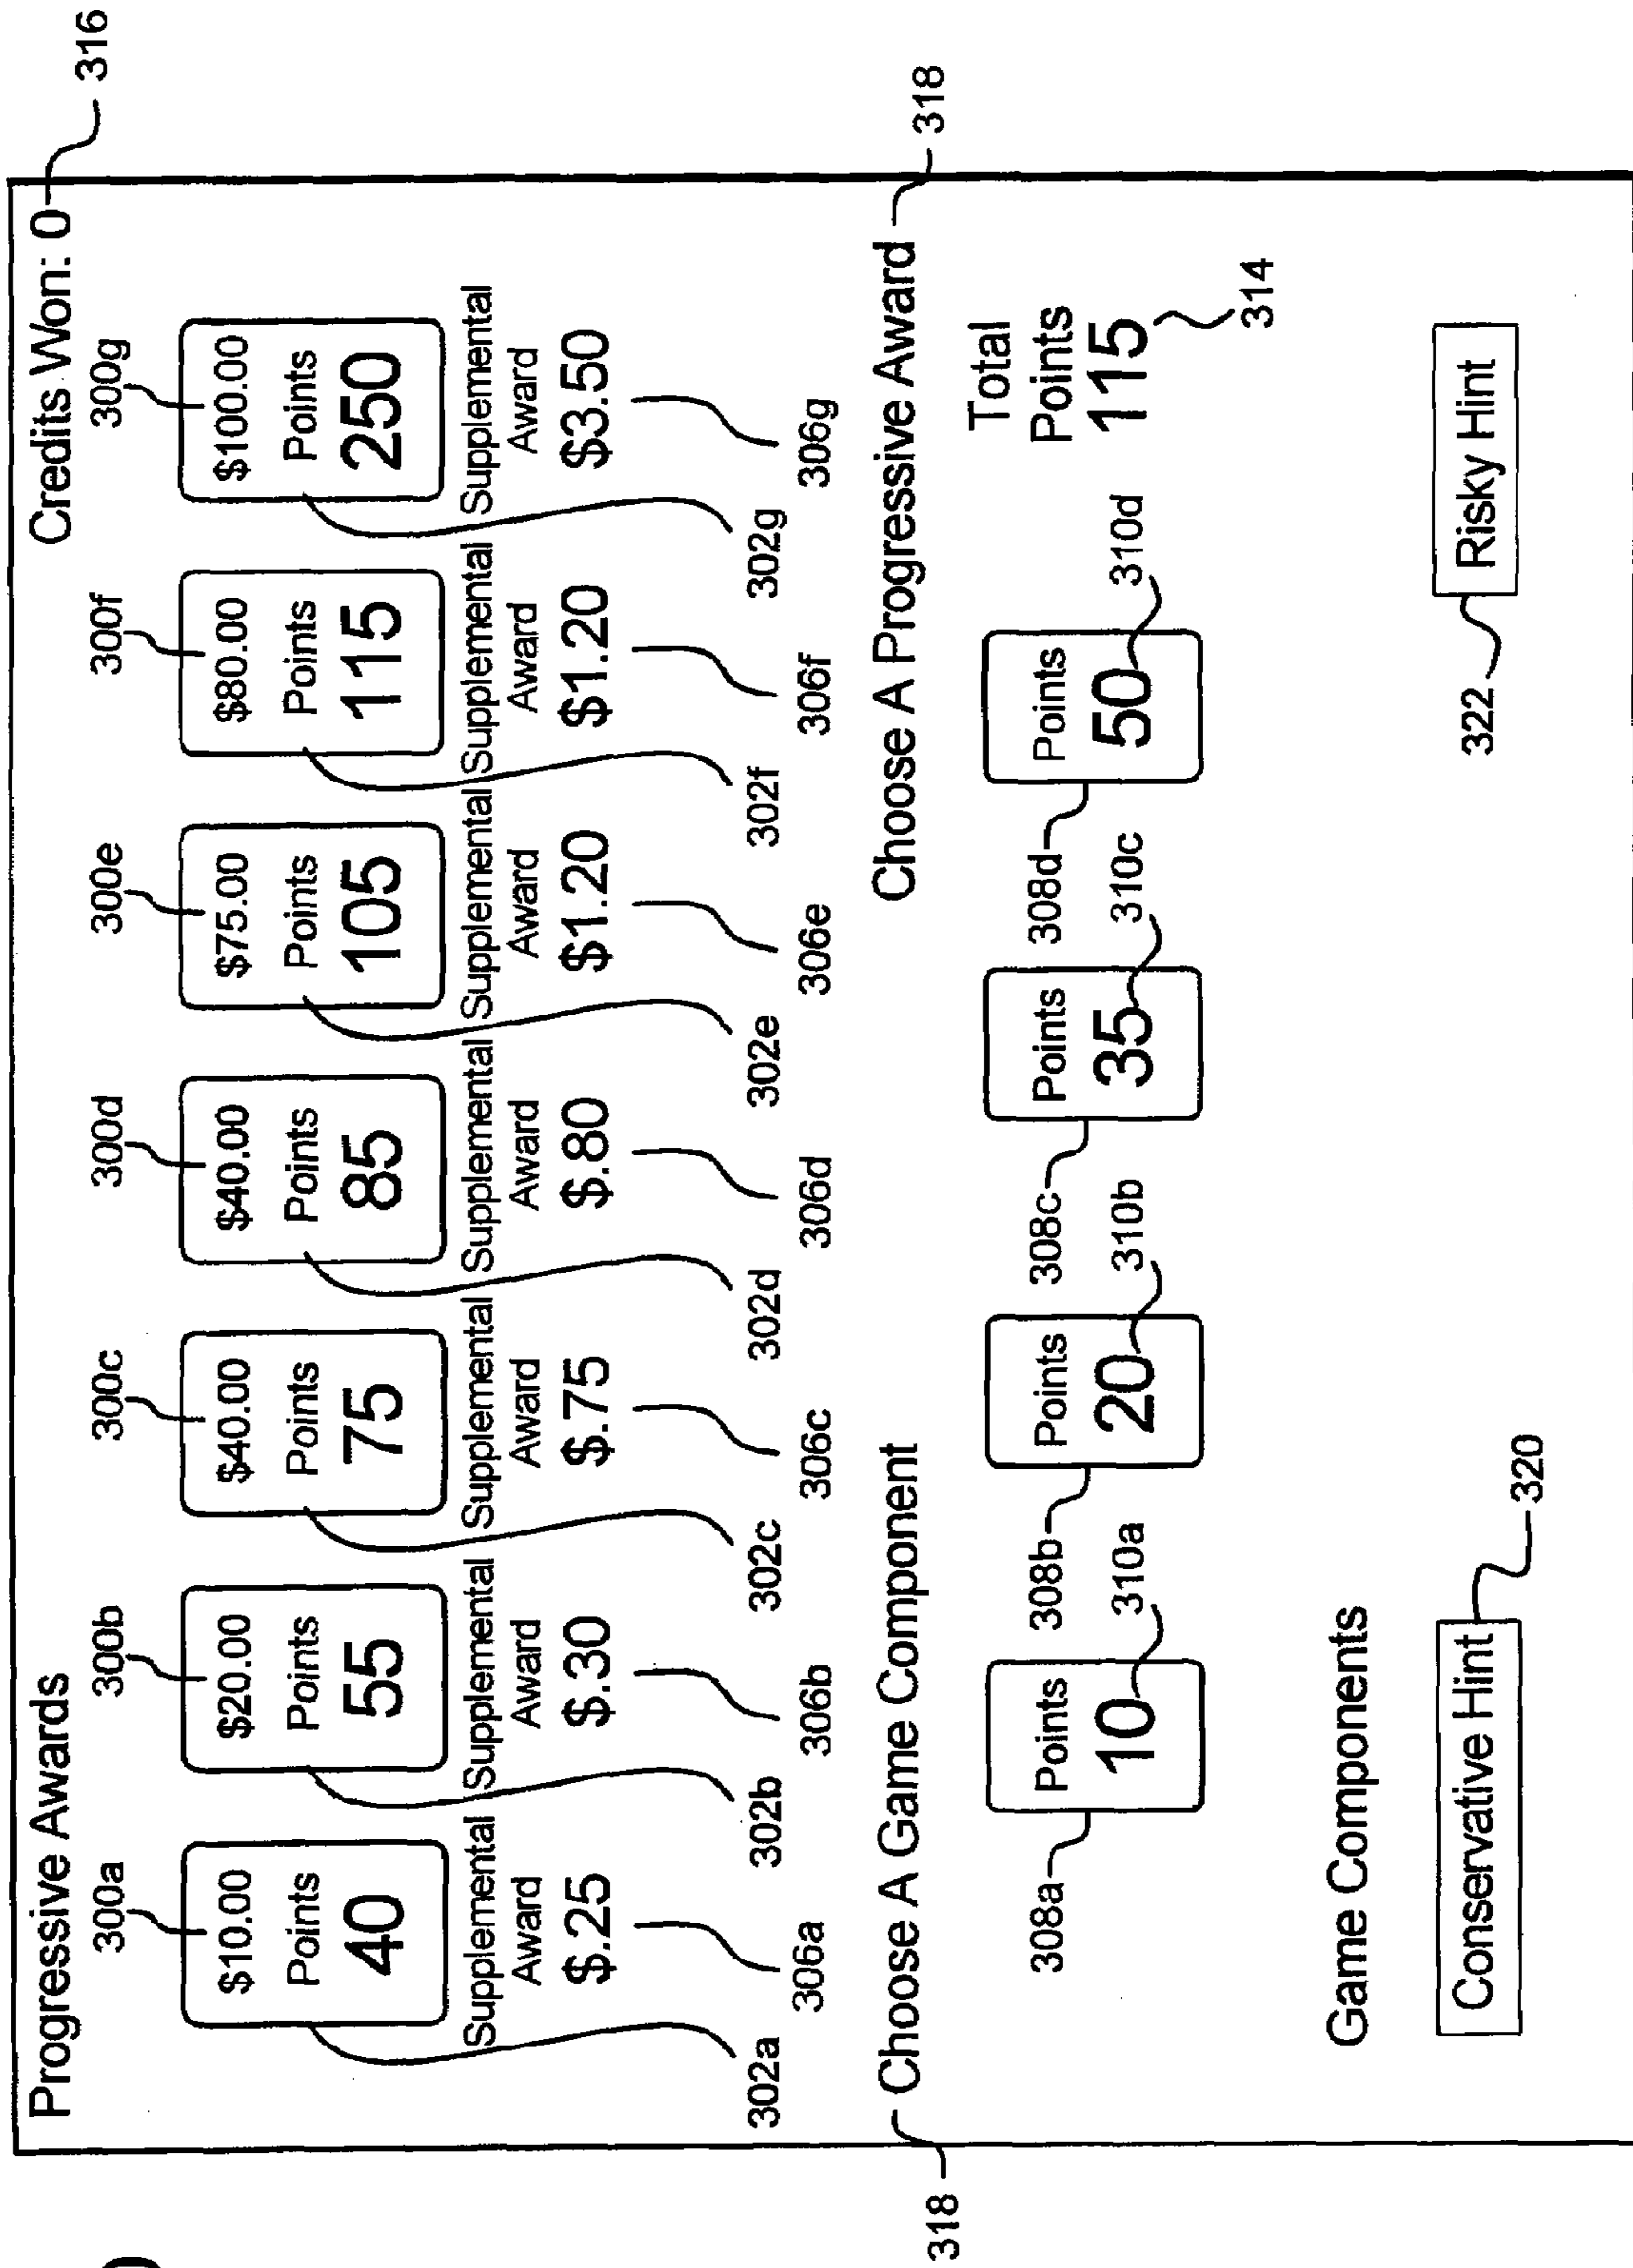 Progressive Awards Credits Won: 0 316
300a 300b 300c 300d 300e 300f 300g
$10.00 $20.00 $40.00 $40.00 $75.00 $80.00 $100.00
Points Points Points Points Points Points Points
40 55 75 85 105 115 250
Supplemental Supplemental Supplemental Supplemental Supplemental Supplemental Supplemental
Award Award Award Award Award Award Award
$.25 $.30 $.75 $.80 $1.20 $1.20 $3.50
302a 302b 302c 302d 302e 302f 302g
306a 306b 306c 306d 306e 306f 306g
318 Choose A Game Component Choose A Progressive Award 318
Total
308a Points 308b Points 308c Points 308d Points Points
10 20 35 50 115
310a 310b 310c 310d 314
Game Components
Conservative Hint 320 322 Risky Hint